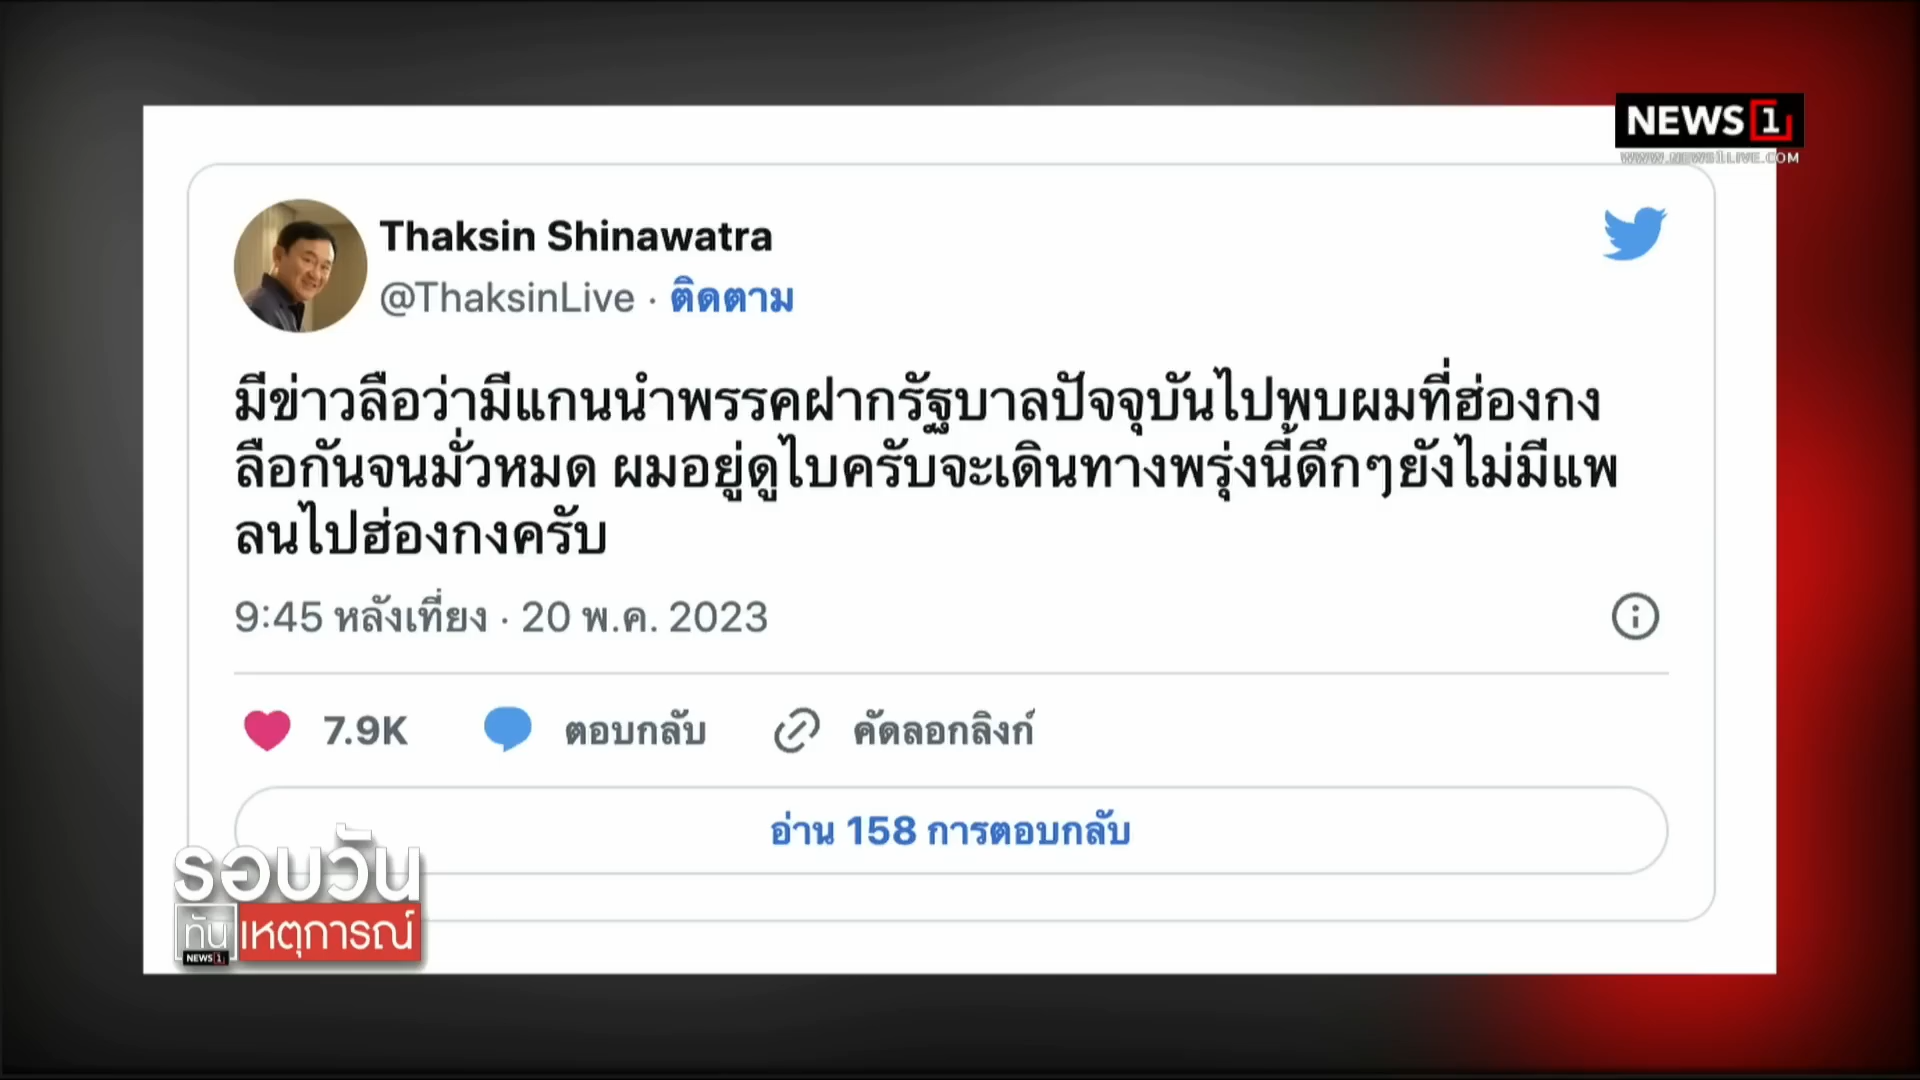 NEWS 1
WWW.NEWS1LIVE.COM
Thaksin Shinawatra
@ThaksinLive · ติดตาม
มีข่าวลือว่ามีแกนนำพรรคฝากรัฐบาลปัจจุบันไปพบผมที่ฮ่องกง
ลือกันจนมั่วหมด ผมอยู่ดูไบครับจะเดินทางพรุ่งนี้ดึกๆยังไม่มีแพ
ลนไปฮ่องกงครับ
9:45 หลังเที่ยง · 20 พ.ค. 2023
7.9K ตอบกลับ คัดลอกลิงก์
อ่าน 158 การตอบกลับ
รอบวัน
ทันเหตุการณ์
NEWS 1